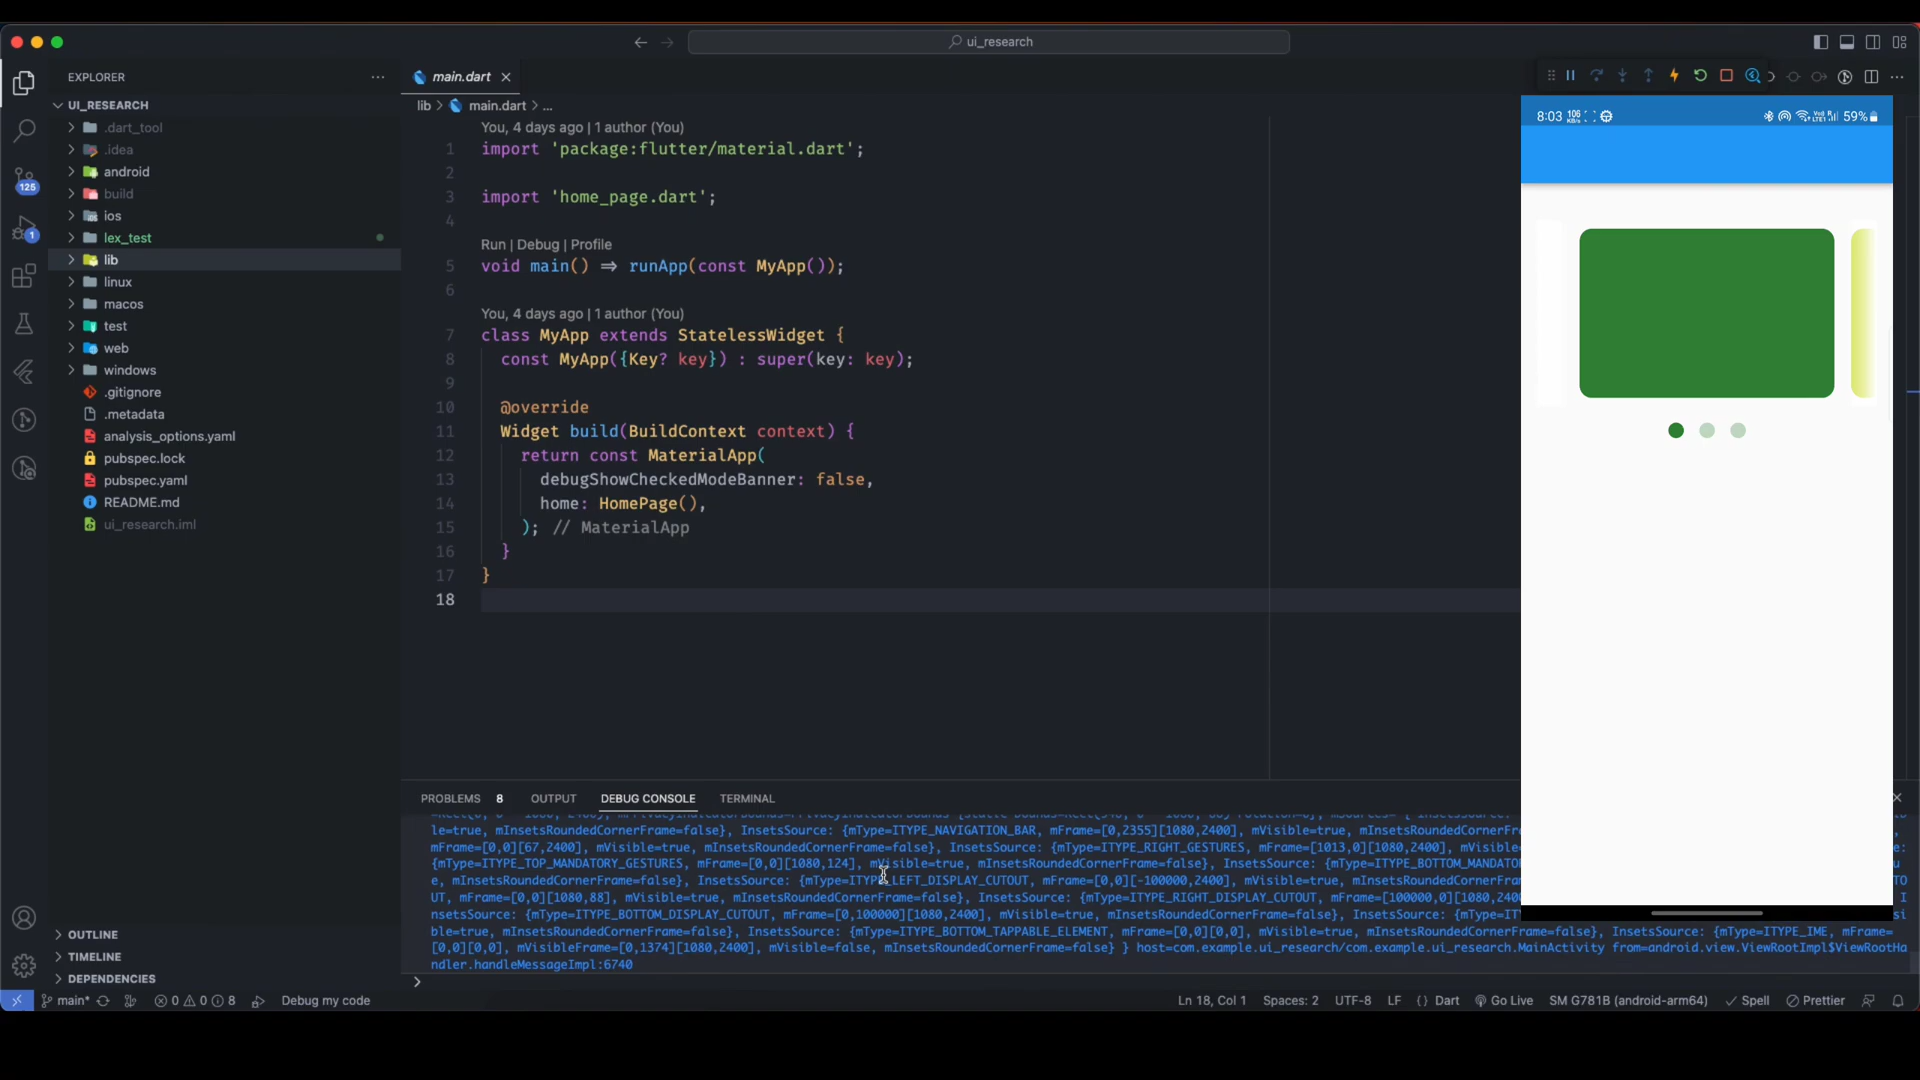 ui_research
EXPLORER
UI_RESEARCH
.dart_tool
.idea
android
build
ios
lex_test
lib
linux
macos
test
web
windows
.gitignore
.metadata
analysis_options.yaml
pubspec.lock
pubspec.yaml
README.md
ui_research.iml
OUTLINE
TIMELINE
DEPENDENCIES
125
1
main.dart
lib > main.dart > ...
You, 4 days ago | 1 author (You)
1 import 'package:flutter/material.dart';
2
3 import 'home_page.dart';
4
Run | Debug | Profile
5 void main() ⇒ runApp(const MyApp());
6
You, 4 days ago | 1 author (You)
7 class MyApp extends StatelessWidget {
8 const MyApp({Key? key}) : super(key: key);
9
10 @override
11 Widget build(BuildContext context) {
12 return const MaterialApp(
13 debugShowCheckedModeBanner: false,
14 home: HomePage(),
15 ); // MaterialApp
16 }
17 }
18
8:03 106 KB/s 59%
PROBLEMS 8 OUTPUT DEBUG CONSOLE TERMINAL
le=true, mInsetsRoundedCornerFrame=false}, InsetsSource: {mType=ITYPE_NAVIGATION_BAR, mFrame=[0,2355][1080,2400], mVisible=true, mInsetsRoundedCornerFr
mFrame=[0,0][67,2400], mVisible=true, mInsetsRoundedCornerFrame=false}, InsetsSource: {mType=ITYPE_RIGHT_GESTURES, mFrame=[1013,0][1080,2400], mVisible=
{mType=ITYPE_TOP_MANDATORY_GESTURES, mFrame=[0,0][1080,124], mVisible=true, mInsetsRoundedCornerFrame=false}, InsetsSource: {mType=ITYPE_BOTTOM_MANDATO
e, mInsetsRoundedCornerFrame=false}, InsetsSource: {mType=ITYPE_LEFT_DISPLAY_CUTOUT, mFrame=[0,0][-100000,2400], mVisible=true, mInsetsRoundedCornerFra TO
UT, mFrame=[0,0][1080,88], mVisible=true, mInsetsRoundedCornerFrame=false}, InsetsSource: {mType=ITYPE_RIGHT_DISPLAY_CUTOUT, mFrame=[100000,0][1080,240 I
nsetsSource: {mType=ITYPE_BOTTOM_DISPLAY_CUTOUT, mFrame=[0,100000][1080,2400], mVisible=true, mInsetsRoundedCornerFrame=false}, InsetsSource: {mType=IT si
ble=true, mInsetsRoundedCornerFrame=false}, InsetsSource: {mType=ITYPE_BOTTOM_TAPPABLE_ELEMENT, mFrame=[0,0][0,0], mVisible=true, mInsetsRoundedCornerFrame=false}, InsetsSource: {mType=ITYPE_IME, mFrame=
[0,0][0,0], mVisibleFrame=[0,1374][1080,2400], mVisible=false, mInsetsRoundedCornerFrame=false} } host=com.example.ui_research/com.example.ui_research.MainActivity from=android.view.ViewRootImpl$ViewRootHa
ndler.handleMessageImpl:6740
main* 0 0 8 Debug my code Ln 18, Col 1 Spaces: 2 UTF-8 LF {} Dart Go Live SM G781B (android-arm64) Spell Prettier